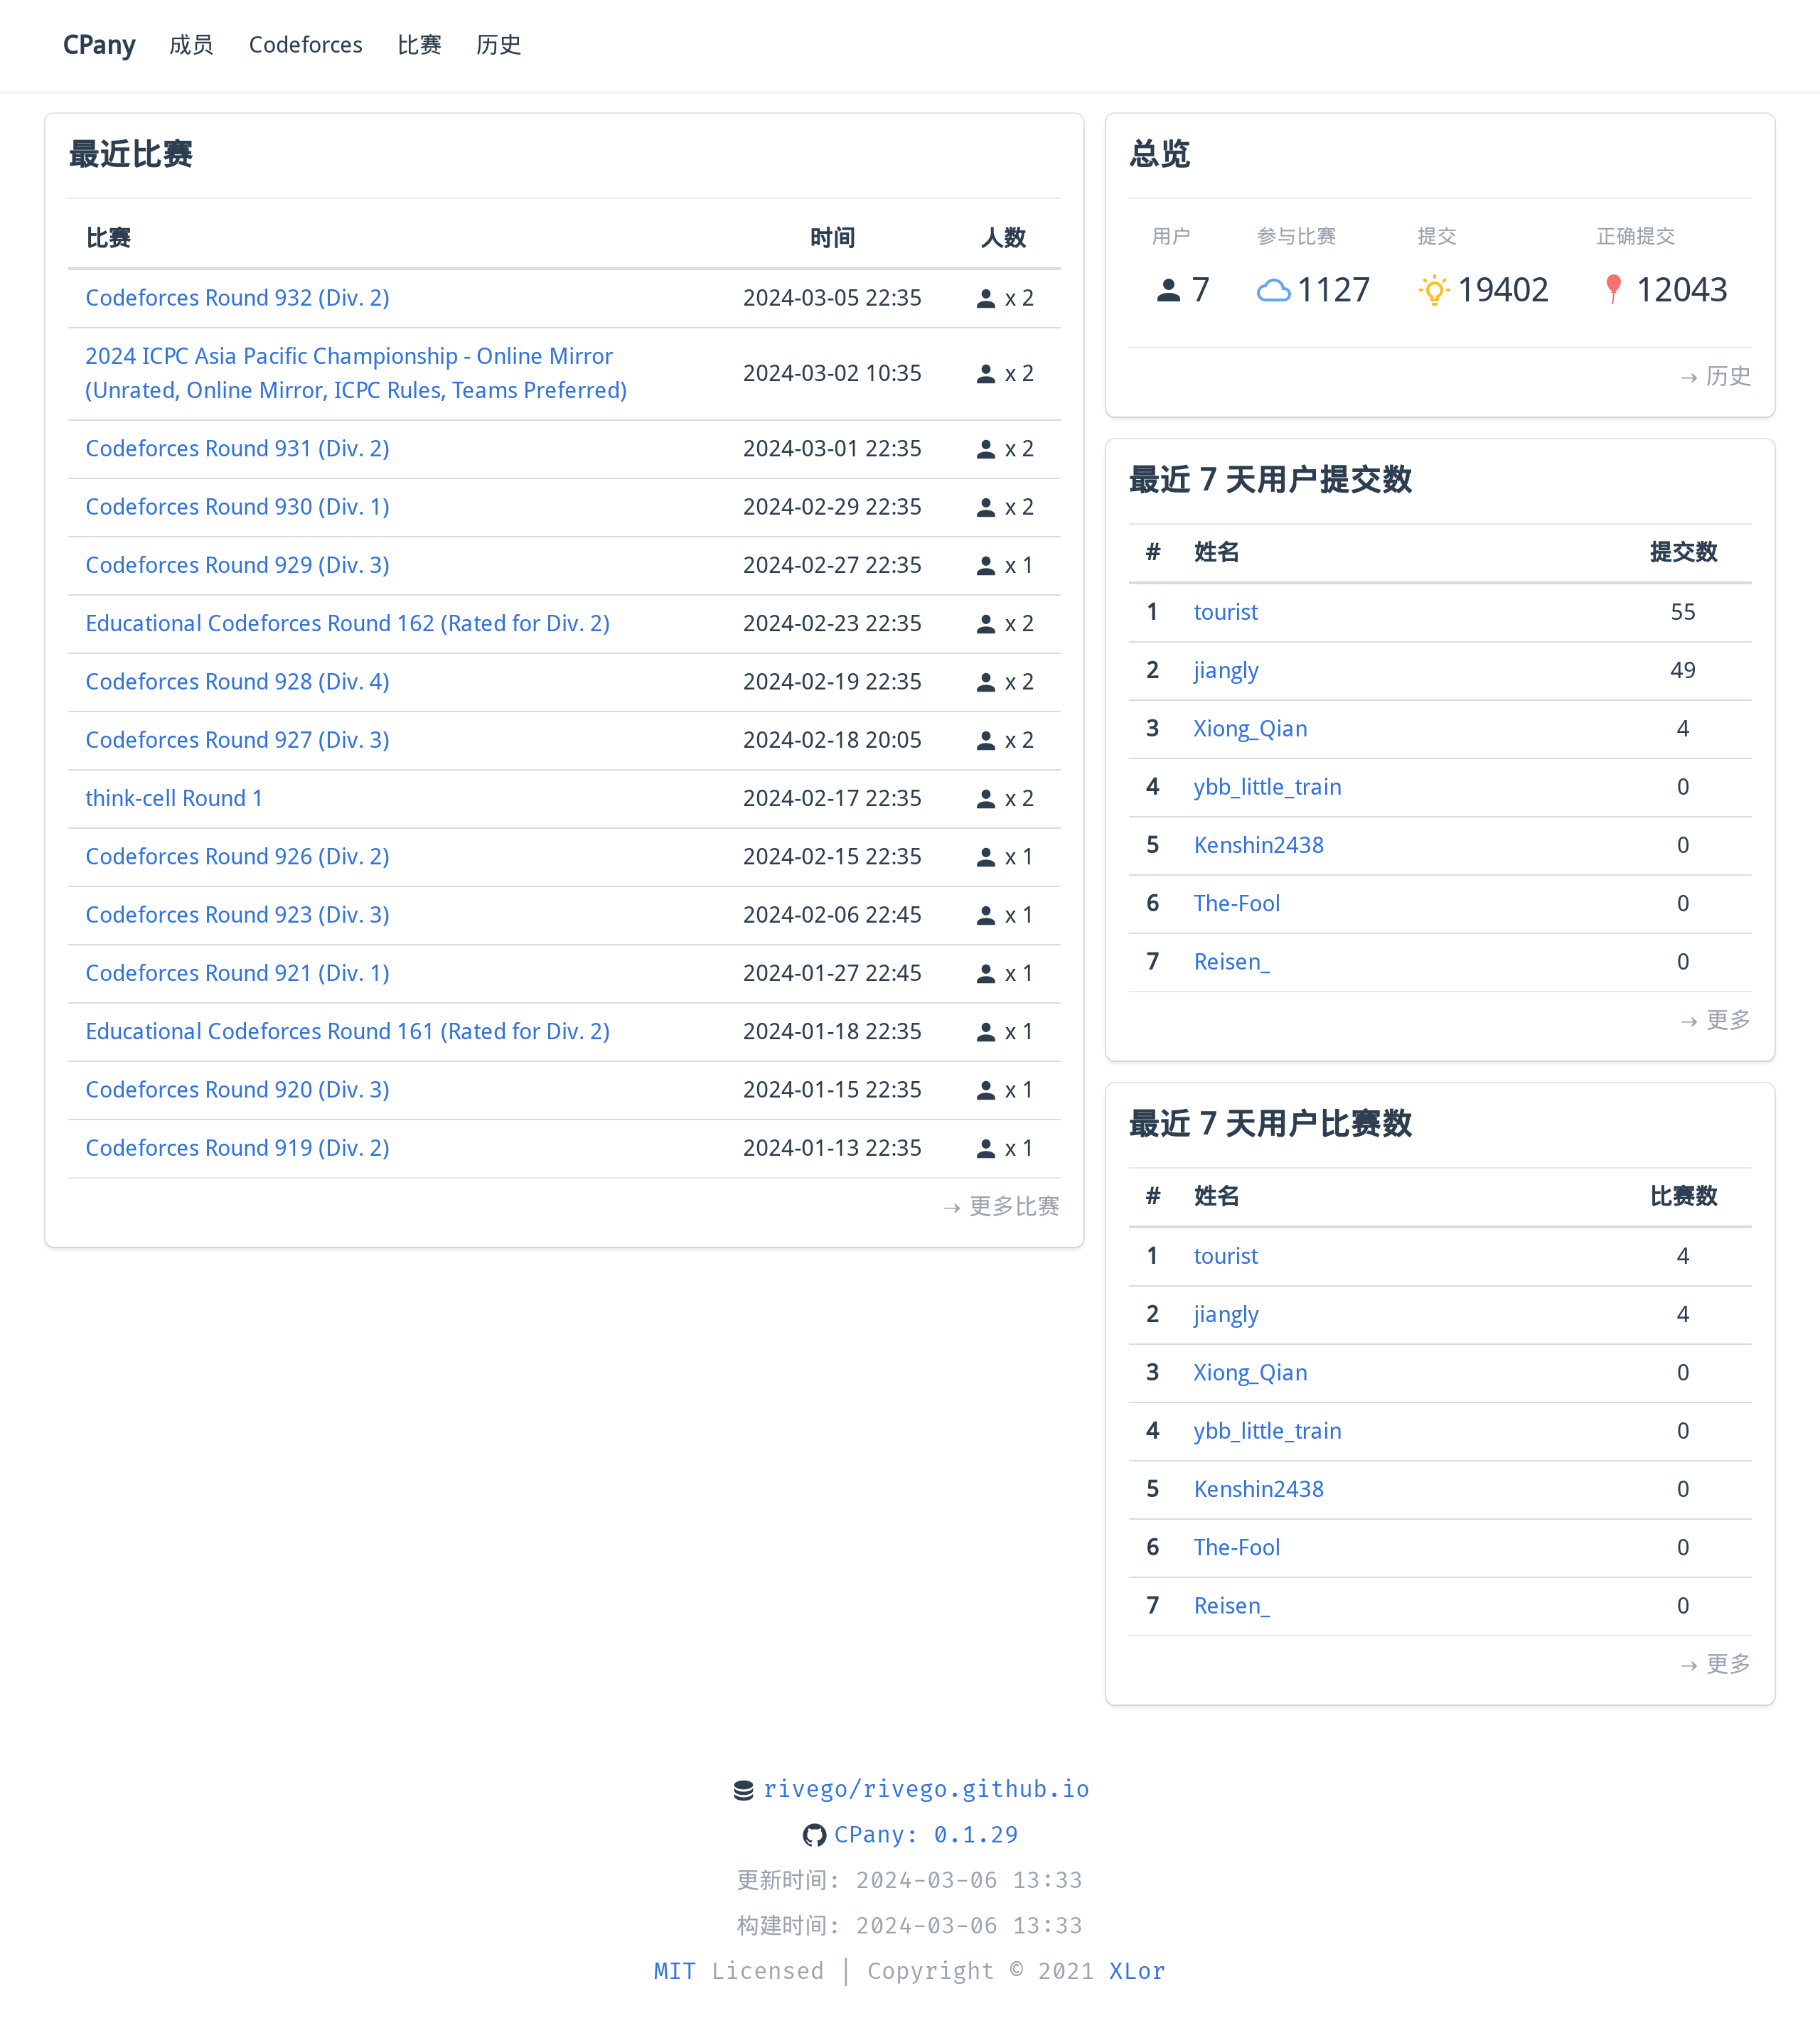 CPany 成员 Codeforces 比赛 历史
最近比赛
比赛 时间 人数
Codeforces Round 932 (Div. 2) 2024-03-05 22:35 x 2
2024 ICPC Asia Pacific Championship - Online Mirror
(Unrated, Online Mirror, ICPC Rules, Teams Preferred) 2024-03-02 10:35 x 2
Codeforces Round 931 (Div. 2) 2024-03-01 22:35 x 2
Codeforces Round 930 (Div. 1) 2024-02-29 22:35 x 2
Codeforces Round 929 (Div. 3) 2024-02-27 22:35 x 1
Educational Codeforces Round 162 (Rated for Div. 2) 2024-02-23 22:35 x 2
Codeforces Round 928 (Div. 4) 2024-02-19 22:35 x 2
Codeforces Round 927 (Div. 3) 2024-02-18 20:05 x 2
think-cell Round 1 2024-02-17 22:35 x 2
Codeforces Round 926 (Div. 2) 2024-02-15 22:35 x 1
Codeforces Round 923 (Div. 3) 2024-02-06 22:45 x 1
Codeforces Round 921 (Div. 1) 2024-01-27 22:45 x 1
Educational Codeforces Round 161 (Rated for Div. 2) 2024-01-18 22:35 x 1
Codeforces Round 920 (Div. 3) 2024-01-15 22:35 x 1
Codeforces Round 919 (Div. 2) 2024-01-13 22:35 x 1
→ 更多比赛
总览
用户 参与比赛 提交 正确提交
7 1127 19402 12043
→ 历史
最近 7 天用户提交数
# 姓名 提交数
1 tourist 55
2 jiangly 49
3 Xiong_Qian 4
4 ybb_little_train 0
5 Kenshin2438 0
6 The-Fool 0
7 Reisen_ 0
→ 更多
最近 7 天用户比赛数
# 姓名 比赛数
1 tourist 4
2 jiangly 4
3 Xiong_Qian 0
4 ybb_little_train 0
5 Kenshin2438 0
6 The-Fool 0
7 Reisen_ 0
→ 更多
rivego/rivego.github.io
CPany: 0.1.29
更新时间: 2024-03-06 13:33
构建时间: 2024-03-06 13:33
MIT Licensed | Copyright © 2021 XLor